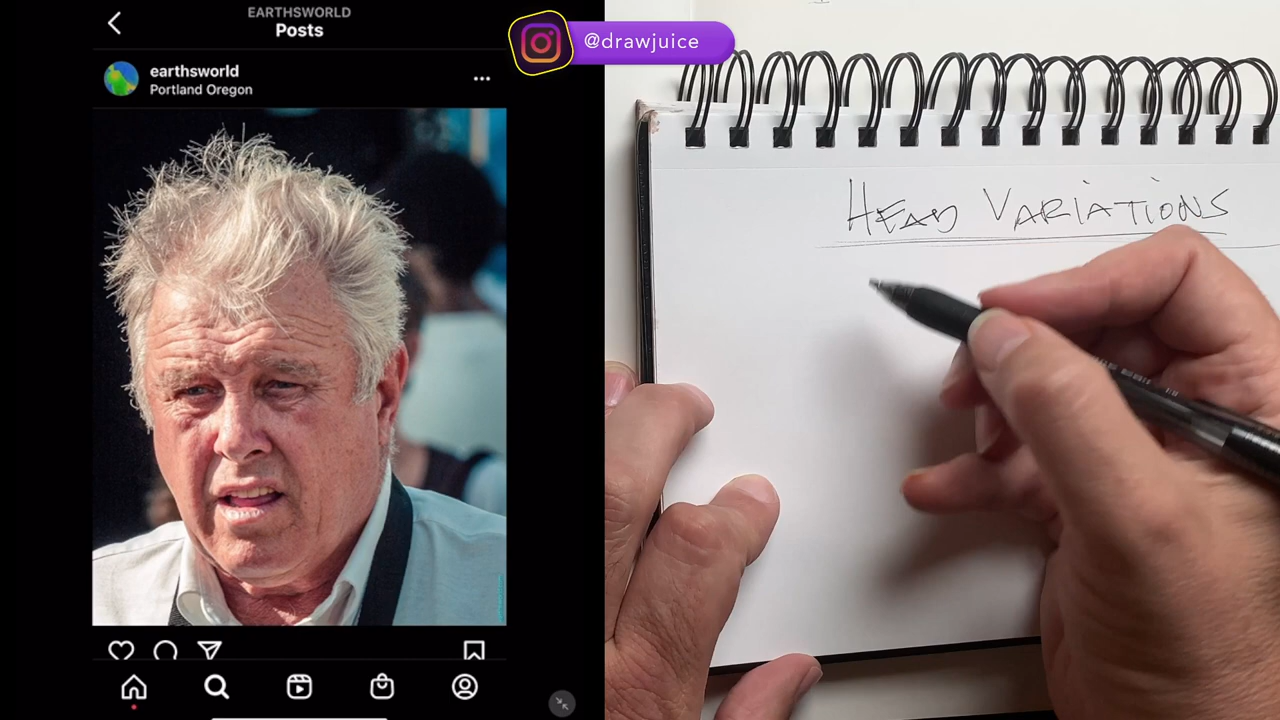 EARTHSWORLD
Posts
earthsworld
Portland Oregon
@drawjuice
HEAD VARIATIONS